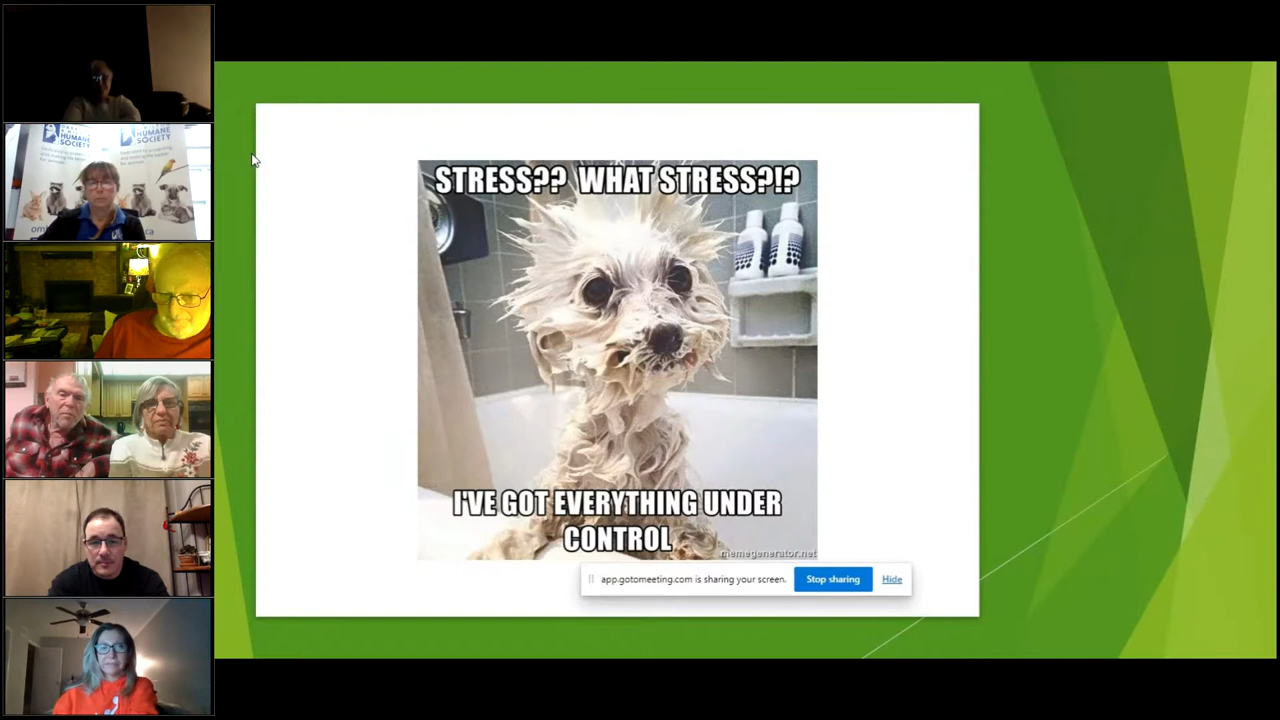 HUMANE
SOCIETY
HUMANE
SOCIETY
STRESS?? WHAT STRESS?!?
I'VE GOT EVERYTHING UNDER
CONTROL
memegenerator.net
app.gotomeeting.com is sharing your screen.
Stop sharing
Hide